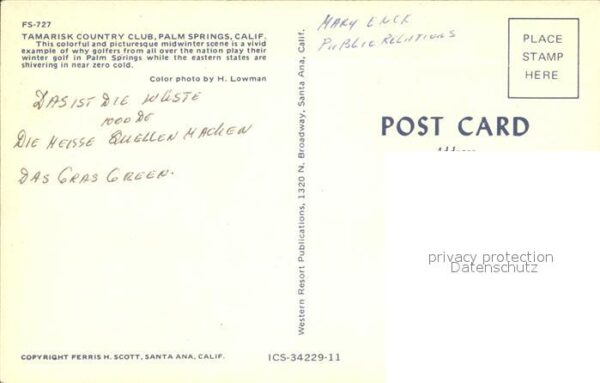 FS-727
TAMARISK COUNTRY CLUB, PALM SPRINGS, CALIF.
This colorful and picturesque midwinter scene is a vivid
example of why golfers from all over the nation play their
winter golf in Palm Springs while the eastern states are
shivering in near zero cold.
Color photo by H. Lowman
DAS IST DIE WÜSTE
WO DE
DIE HEISSE QUELLEN MACHEN
DAS GRAS GREEN.
COPYRIGHT FERRIS H. SCOTT, SANTA ANA, CALIF.
ICS-34229-11
Western Resort Publications, 1320 N. Broadway, Santa Ana, Calif.
MARY
PUBLIC RELATIONS
PLACE
STAMP
HERE
POST CARD
privacy protection
Datenschutz